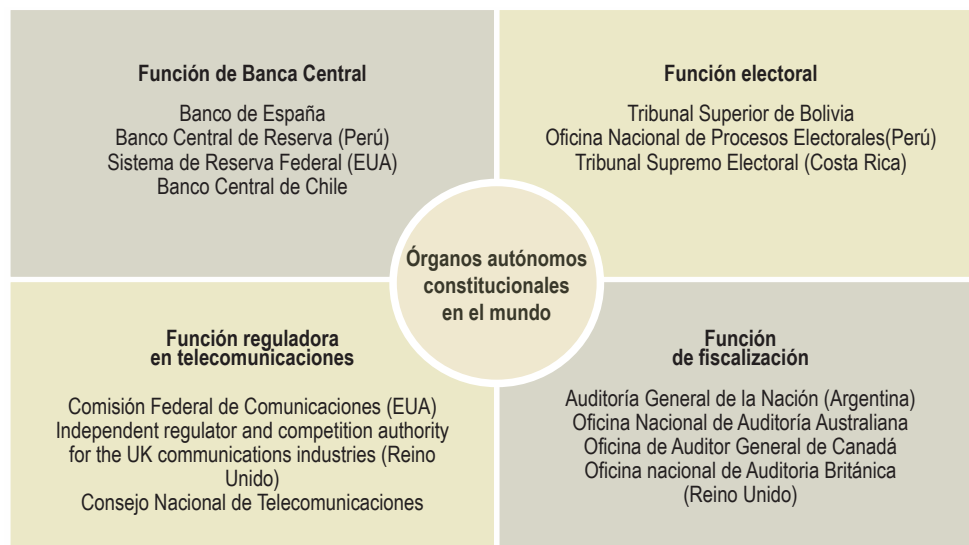 Función de Banca Central
Banco de España
Banco Central de Reserva (Perú)
Sistema de Reserva Federal (EUA)
Banco Central de Chile
Función electoral
Tribunal Superior de Bolivia
Oficina Nacional de Procesos Electorales(Perú)
Tribunal Supremo Electoral (Costa Rica)
Órganos autónomos
constitucionales
en el mundo
Función reguladora
en telecomunicaciones
Comisión Federal de Comunicaciones (EUA)
Independent regulator and competition authority
for the UK communications industries (Reino
Unido)
Consejo Nacional de Telecomunicaciones
Función
de fiscalización
Auditoría General de la Nación (Argentina)
Oficina Nacional de Auditoría Australiana
Oficina de Auditor General de Canadá
Oficina nacional de Auditoria Británica
(Reino Unido)